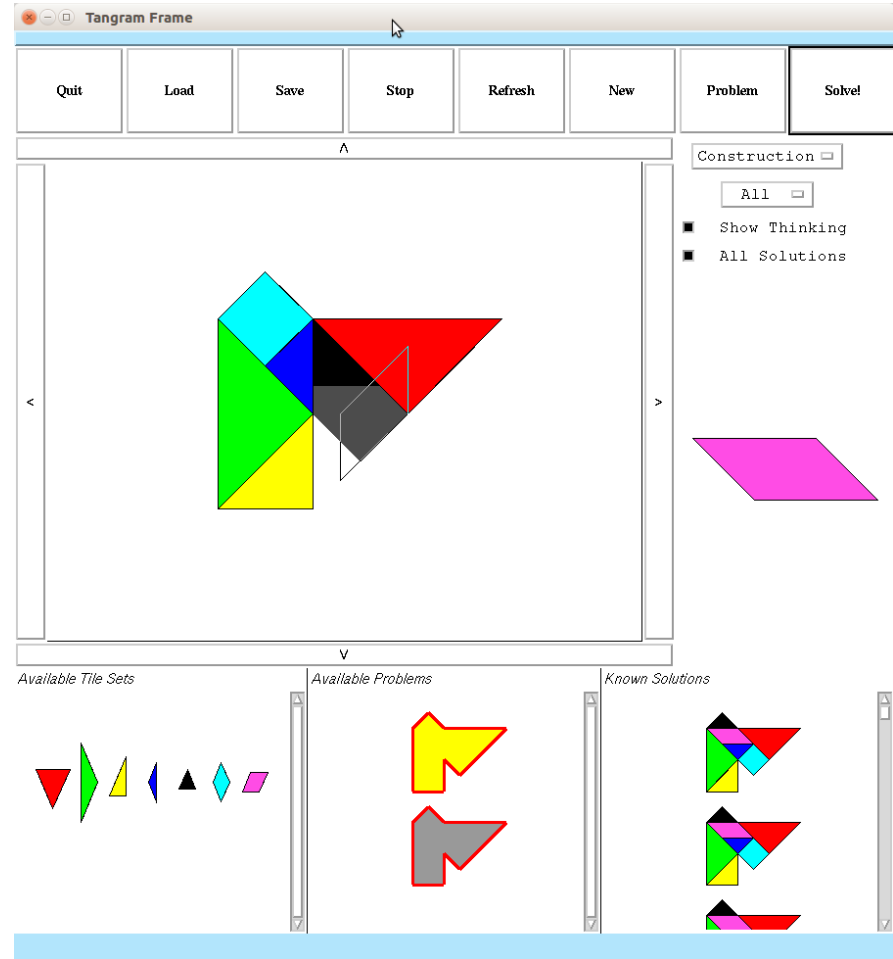 Tangram Frame
Quit Load Save Stop Refresh New Problem Solve!
^
Construction
All
Show Thinking
All Solutions
< >
v
Available Tile Sets Available Problems Known Solutions